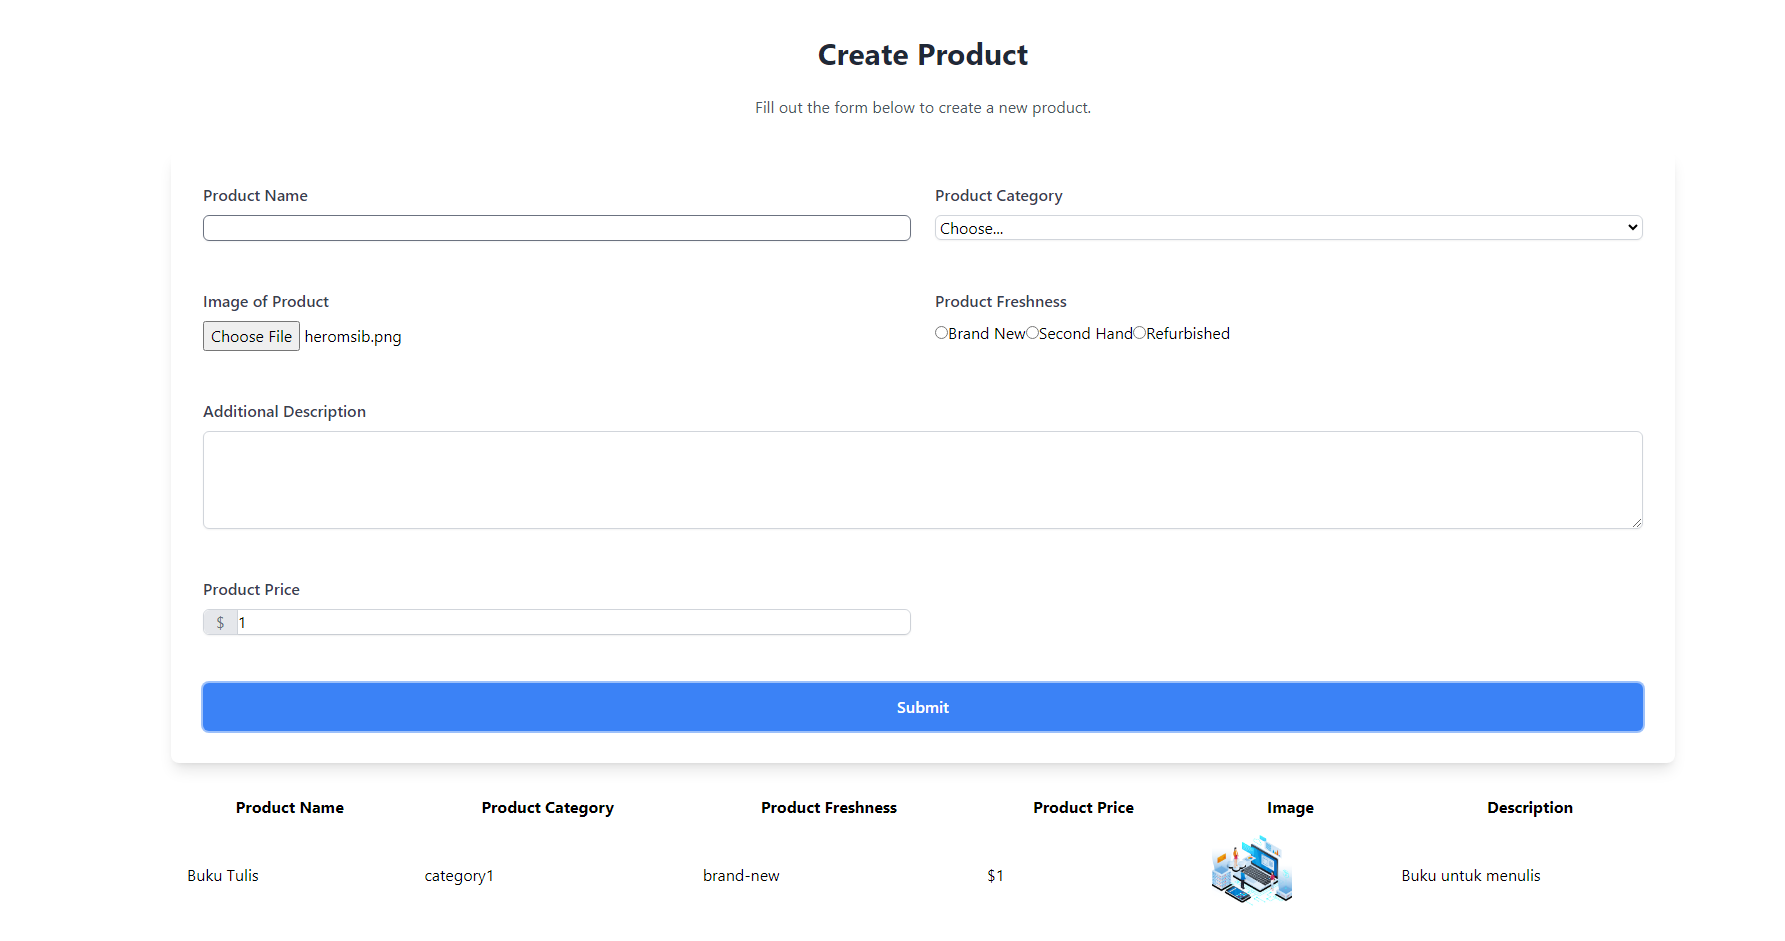 Create Product
Fill out the form below to create a new product.
Product Name
Product Category
Choose...
Image of Product
Product Freshness
Choose File heromsib.png
Brand New Second Hand Refurbished
Additional Description
Product Price
$ 1
Submit
Product Name Product Category Product Freshness Product Price Image Description
Buku Tulis category1 brand-new $1 Buku untuk menulis